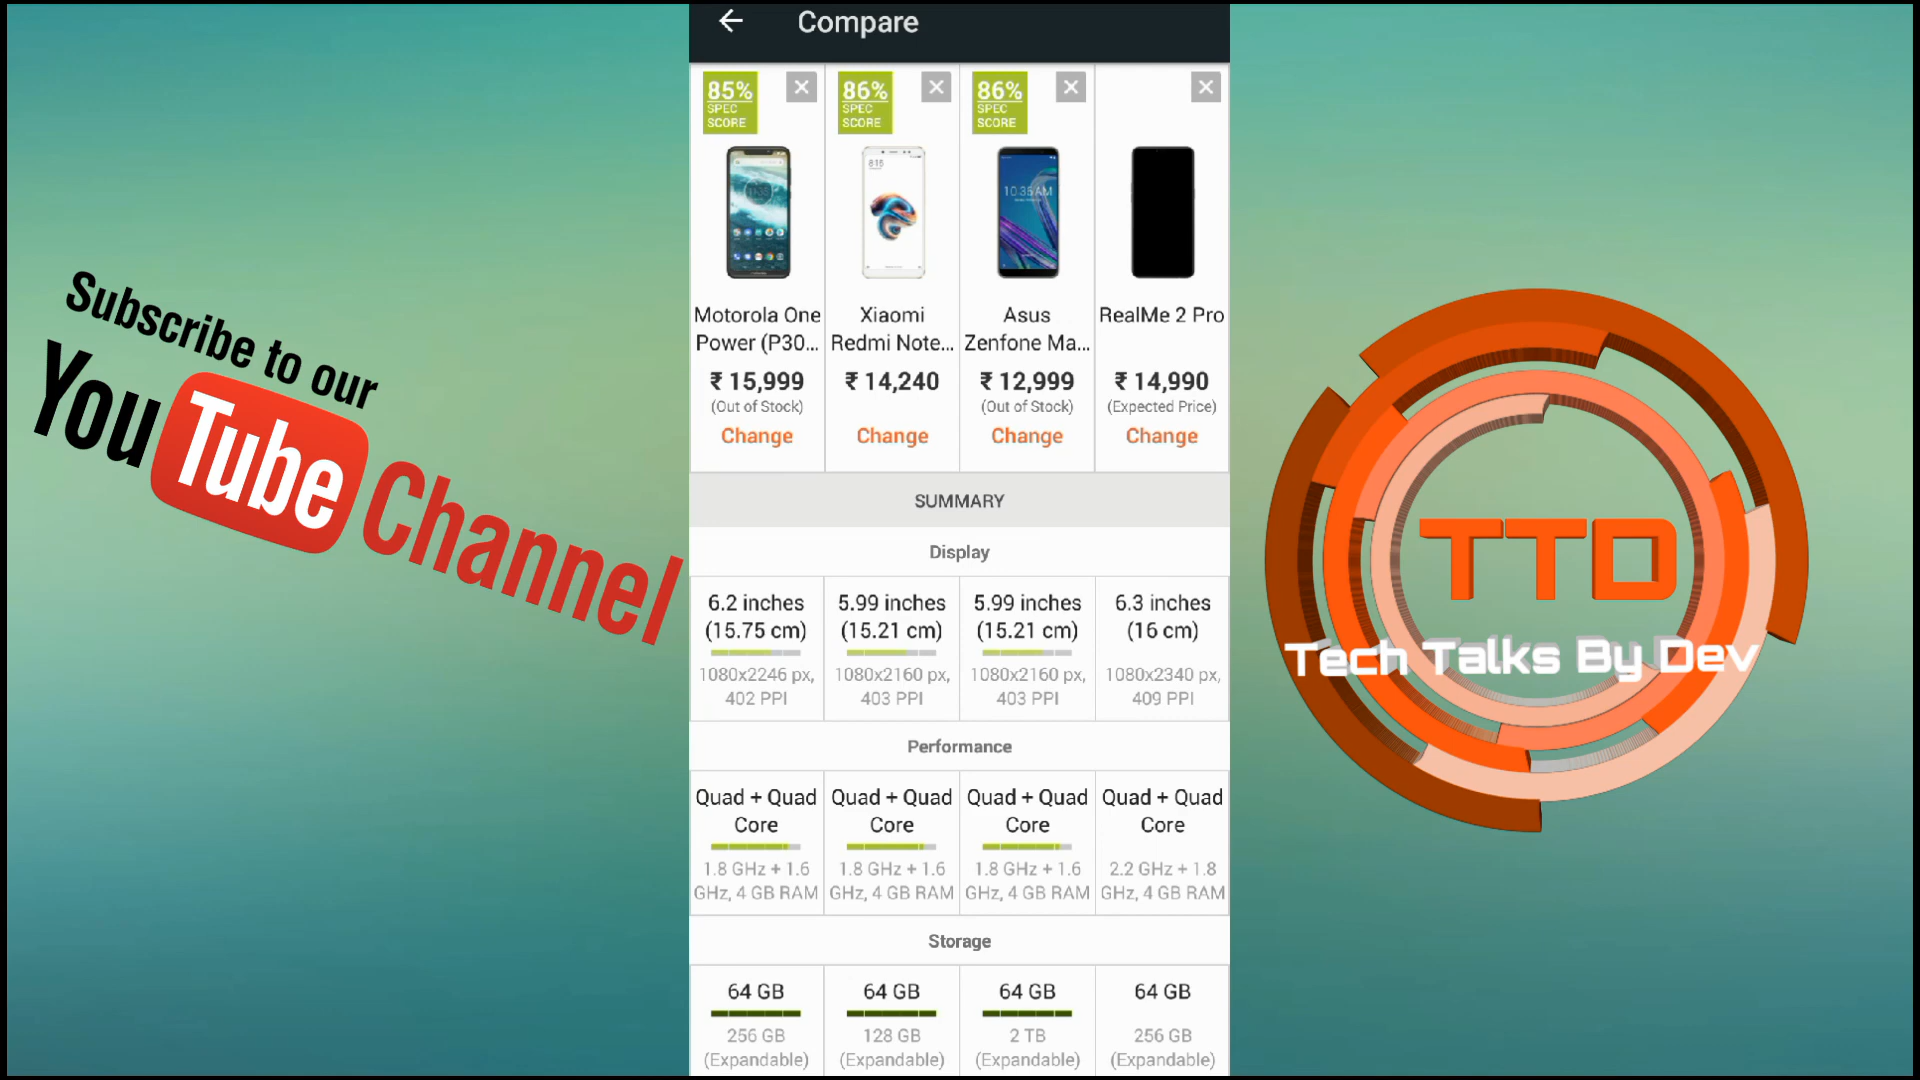 Subscribe to our
YouTube Channel
Compare
85%
SPEC
SCORE
86%
SPEC
SCORE
86%
SPEC
SCORE
815
10:35 AM
Motorola One
Power (P30...
Xiaomi
Redmi Note...
Asus
Zenfone Ma...
RealMe 2 Pro
₹ 15,999
(Out of Stock)
₹ 14,240
₹ 12,999
(Out of Stock)
₹ 14,990
(Expected Price)
Change
Change
Change
Change
SUMMARY
Display
6.2 inches
(15.75 cm)
1080x2246 px,
402 PPI
5.99 inches
(15.21 cm)
1080x2160 px,
403 PPI
5.99 inches
(15.21 cm)
1080x2160 px,
403 PPI
6.3 inches
(16 cm)
1080x2340 px,
409 PPI
Performance
Quad + Quad
Core
1.8 GHz + 1.6
GHz, 4 GB RAM
Quad + Quad
Core
1.8 GHz + 1.6
GHz, 4 GB RAM
Quad + Quad
Core
1.8 GHz + 1.6
GHz, 4 GB RAM
Quad + Quad
Core
2.2 GHz + 1.8
GHz, 4 GB RAM
Storage
64 GB
256 GB
(Expandable)
64 GB
128 GB
(Expandable)
64 GB
2 TB
(Expandable)
64 GB
256 GB
(Expandable)
TTD
Tech Talks By Dev